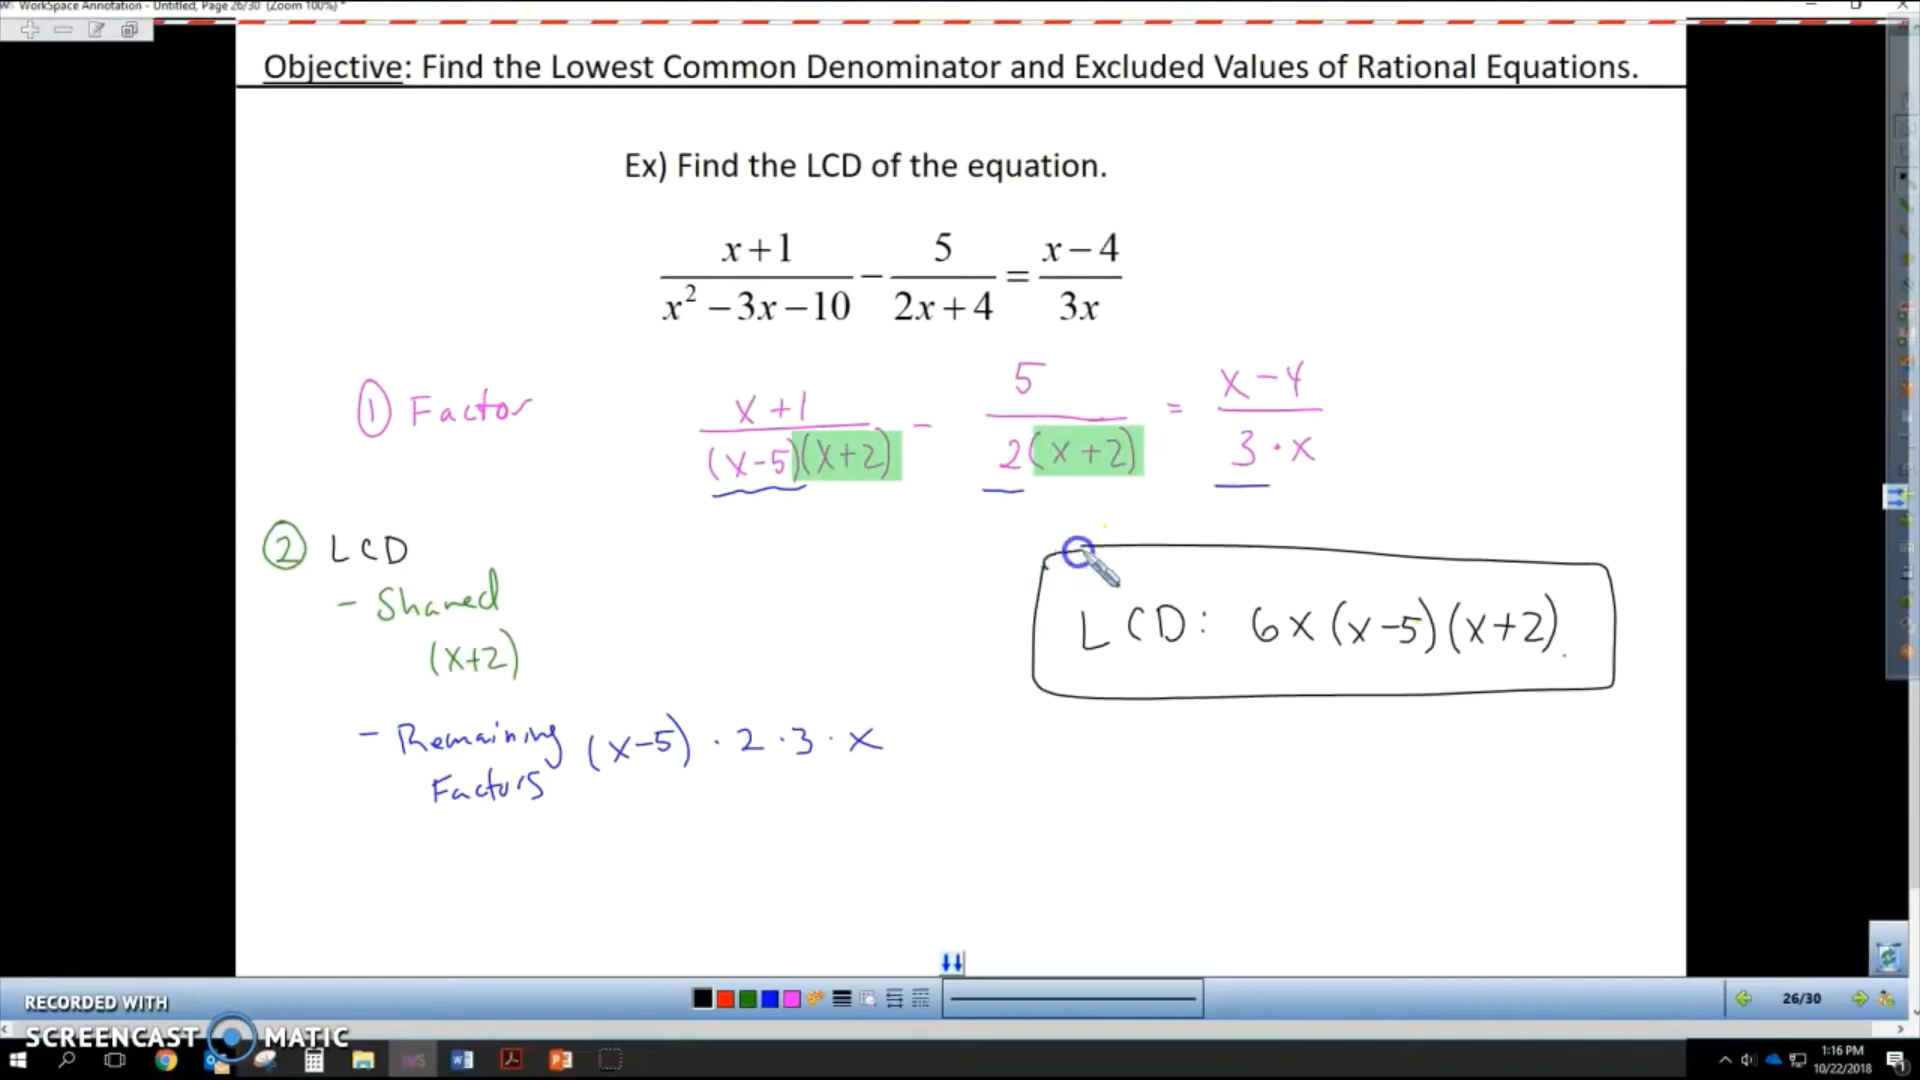 WorkSpace Annotation - Untitled, Page 26/30 (Zoom 100%) *
Objective: Find the Lowest Common Denominator and Excluded Values of Rational Equations.
Ex) Find the LCD of the equation.
x+1 5 x−4
− =
x² −3x−10 2x+4 3x
① Factor x+1 − 5 = x−4
(x−5)(x+2) 2(x+2) 3·x
② LCD
- Shared
(x+2)
LCD: 6x(x−5)(x+2)
- Remaining (x−5) · 2 · 3 · x
Factors
26/30
RECORDED WITH
SCREENCAST MATIC
1:16 PM
10/22/2018